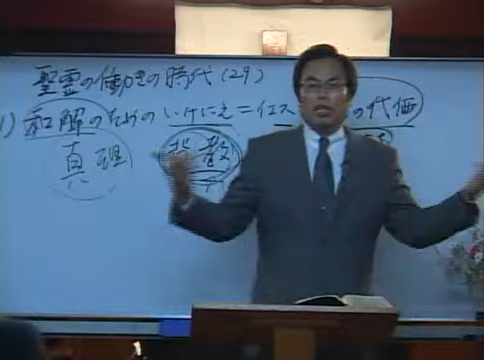 聖霊の働きの時代(29)
1)和解のためのいけにえ=イエス の代価
真理 教